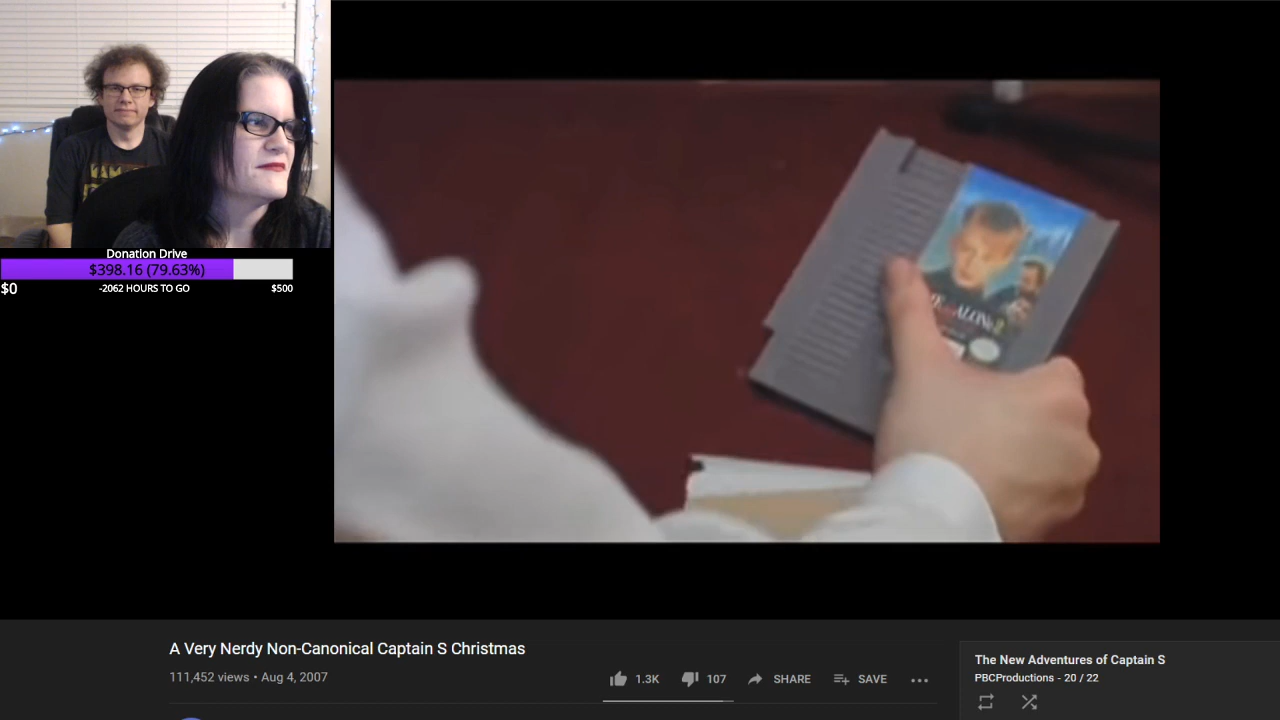 Donation Drive
$398.16 (79.63%)
$0
-2062 HOURS TO GO
$500
A Very Nerdy Non-Canonical Captain S Christmas
111,452 views • Aug 4, 2007
1.3K
107
SHARE
SAVE
The New Adventures of Captain S
PBCProductions - 20 / 22